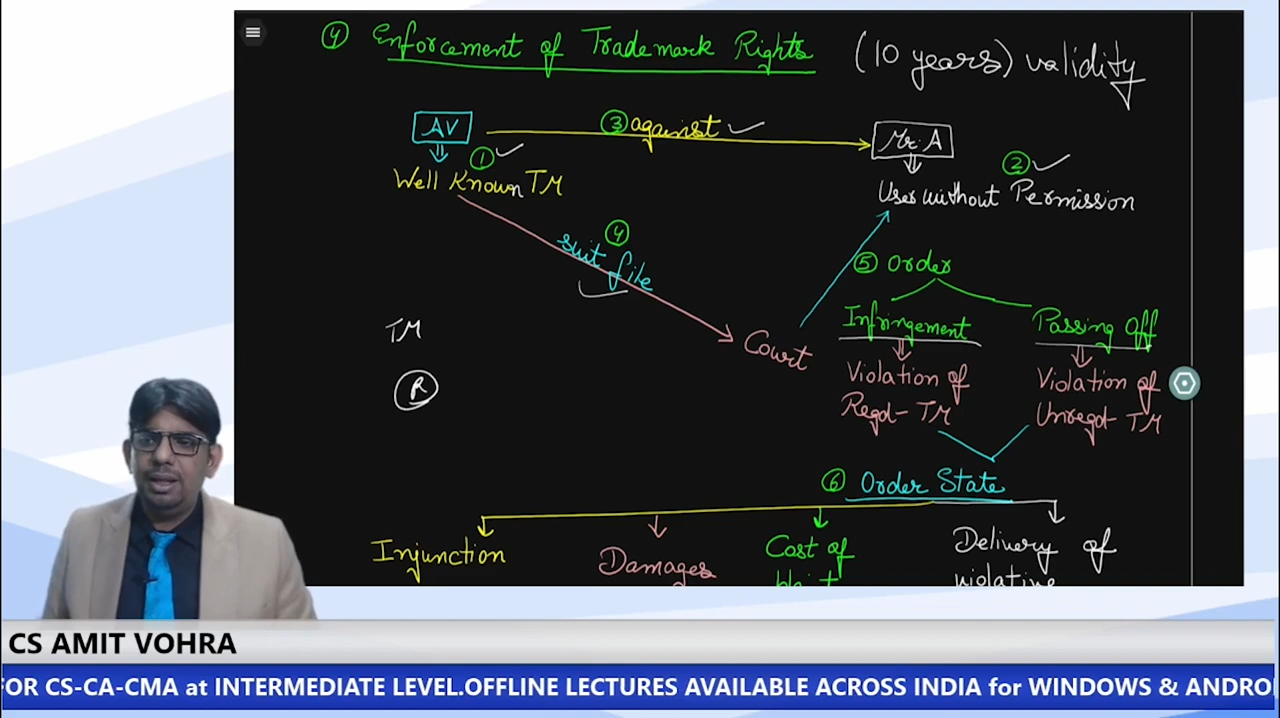 ④ Enforcement of Trademark Rights (10 years) validity
AV
③ against
Mr. A
①
②
Well Known TM
User without Permission
④
suit file
⑤ Order
Infringement
Passing Off
TM
Court
Violation of
Regd- TM
Violation of
Unregd- TM
R
⑥ Order State
Injunction
Damages
Cost of
Delivery of
violative
CS AMIT VOHRA
FOR CS-CA-CMA at INTERMEDIATE LEVEL.OFFLINE LECTURES AVAILABLE ACROSS INDIA for WINDOWS & ANDRO